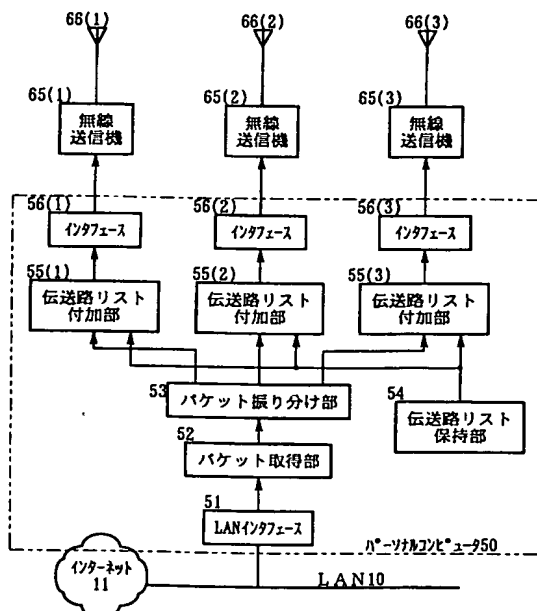 66(1)
66(2)
66(3)
65(1)
65(2)
65(3)
無線
送信機
無線
送信機
無線
送信機
56(1)
56(2)
56(3)
インタフェース
インタフェース
インタフェース
55(1)
55(2)
55(3)
伝送路リスト
付加部
伝送路リスト
付加部
伝送路リスト
付加部
53
パケット振り分け部
54
伝送路リスト
保持部
52
パケット取得部
51
LANインタフェース
パーソナルコンピュータ50
インターネット
11
LAN10